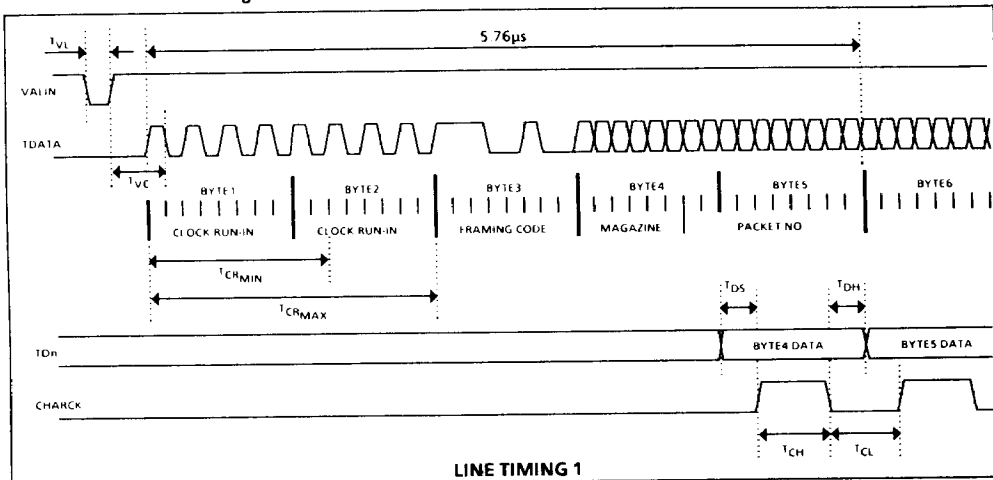 TVL
5.76µs
VALIN
TDATA
TVC
BYTE1 BYTE2 BYTE3 BYTE4 BYTE5 BYTE6
CLOCK RUN-IN CLOCK RUN-IN FRAMING CODE MAGAZINE PACKET NO
TCRMIN
TCRMAX
TDS TDH
TDn BYTE4 DATA BYTE5 DATA
CHARCK
TCH TCL
LINE TIMING 1